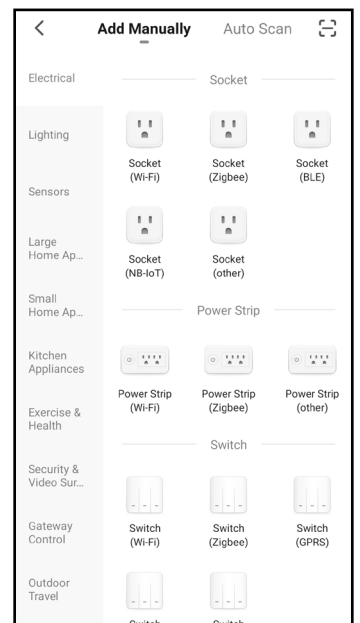 Add Manually Auto Scan
Electrical
Lighting
Sensors
Large
Home Ap...
Small
Home Ap...
Kitchen
Appliances
Exercise &
Health
Security &
Video Sur...
Gateway
Control
Outdoor
Travel
Socket
Socket Socket Socket
(Wi-Fi) (Zigbee) (BLE)
Socket Socket
(NB-IoT) (other)
Power Strip
Power Strip Power Strip Power Strip
(Wi-Fi) (Zigbee) (other)
Switch
Switch Switch Switch
(Wi-Fi) (Zigbee) (GPRS)
Switch Switch